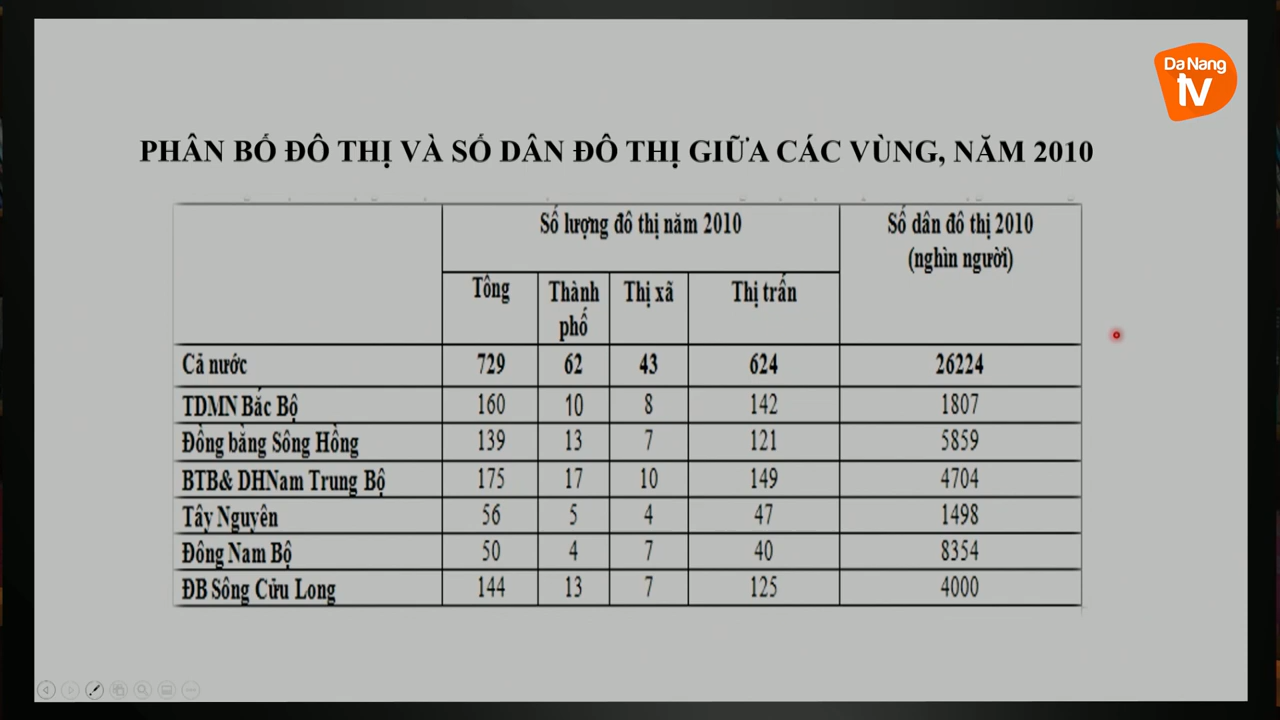 Da Nang
tv
PHÂN BỐ ĐÔ THỊ VÀ SỐ DÂN ĐÔ THỊ GIỮA CÁC VÙNG, NĂM 2010
Số lượng đô thị năm 2010 Số dân đô thị 2010
(nghìn người)
Tông Thành phố Thị xã Thị trấn
Cả nước 729 62 43 624 26224
TDMN Bắc Bộ 160 10 8 142 1807
Đồng bằng Sông Hồng 139 13 7 121 5859
BTB& DHNam Trung Bộ 175 17 10 149 4704
Tây Nguyên 56 5 4 47 1498
Đông Nam Bộ 50 4 7 40 8354
ĐB Sông Cửu Long 144 13 7 125 4000